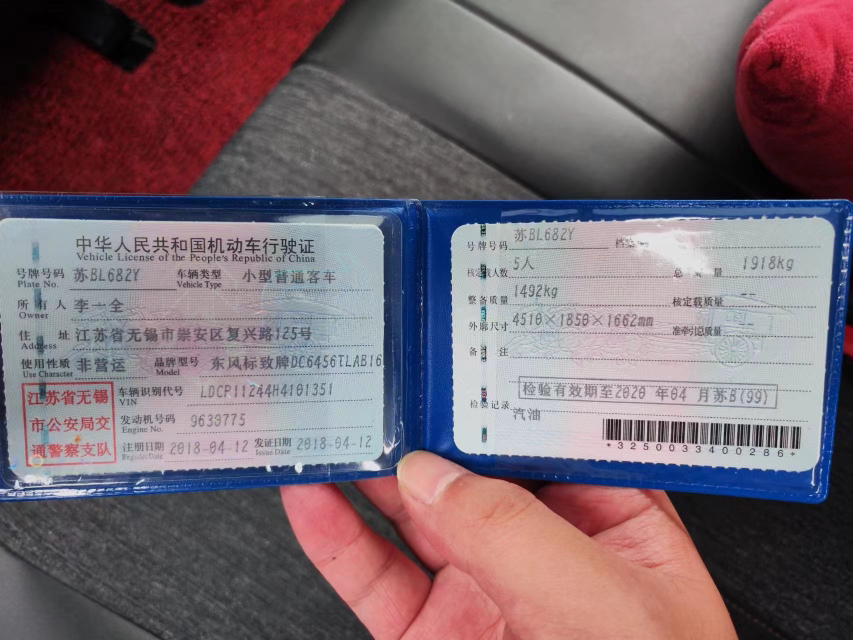 中华人民共和国机动车行驶证
Vehicle License of the People's Republic of China
号牌号码 苏BL682Y 车辆类型 小型普通客车
Plate No. Vehicle Type
所有人 李一全
Owner
住址 江苏省无锡市崇安区复兴路125号
Address
使用性质 非营运 品牌型号 东风标致牌DC6456TLAB16
Use Character Model
江苏省无锡
市公安局交
通警察支队
车辆识别代号 LDCP11244H4101351
VIN
发动机号码 9630775
Engine No.
注册日期 2018-04-12 发证日期 2018-04-12
Register Date Issue Date
号牌号码 苏BL682Y
核定载人数 5人 总质量 1918kg
整备质量 1492kg 核定载质量 --
外廓尺寸 4510×1850×1662mm 准牵引总质量 --
备注
检验有效期至2020年04月苏B(99)
检验记录 汽油
*3250033400286*